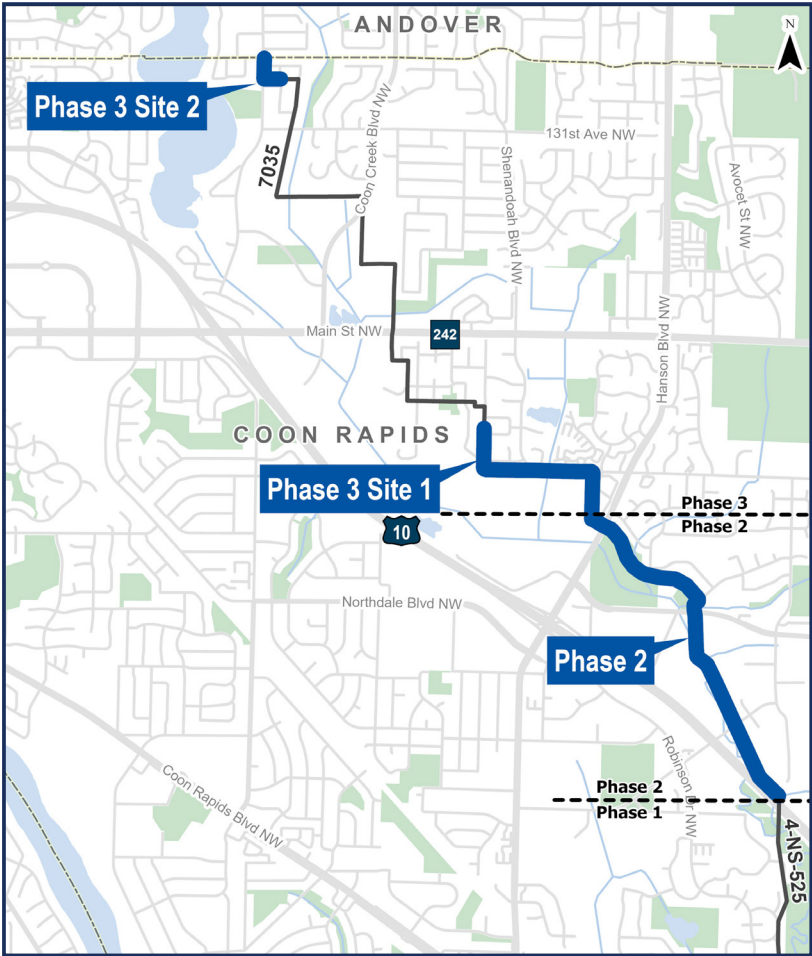 ANDOVER
N
Phase 3 Site 2
7035
Coon Creek Blvd NW
131st Ave NW
Shenandoah Blvd NW
Avocet St NW
Main St NW
242
Hanson Blvd NW
COON RAPIDS
Phase 3 Site 1
Phase 3
Phase 2
10
Northdale Blvd NW
Phase 2
Robinson Dr NW
Coon Rapids Blvd NW
Phase 2
Phase 1
4-NS-525